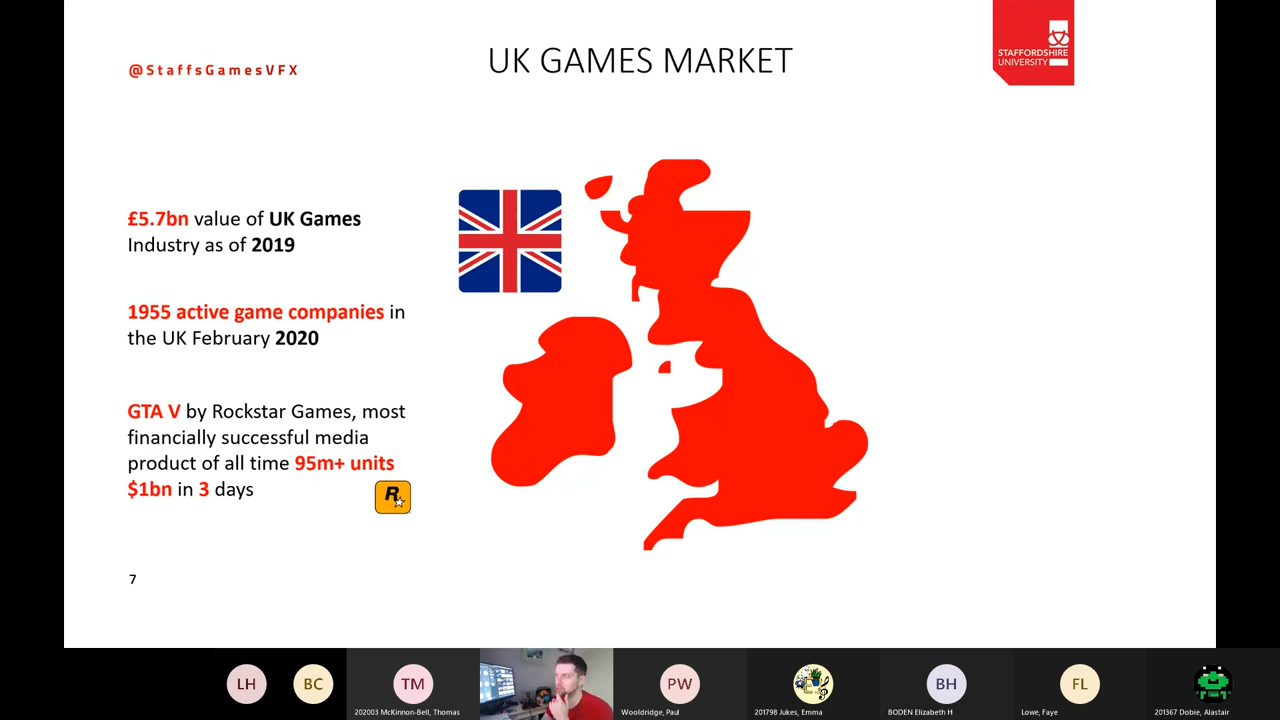 @StaffsGamesVFX
UK GAMES MARKET
STAFFORDSHIRE
UNIVERSITY
£5.7bn value of UK Games
Industry as of 2019
1955 active game companies in
the UK February 2020
GTA V by Rockstar Games, most
financially successful media
product of all time 95m+ units
$1bn in 3 days
R
7
LH
BC
TM
PW
BH
FL
202003 McKinnon-Bell, Thomas
Wooldridge, Paul
201798 Jukes, Emma
BODEN Elizabeth H
Lowe, Faye
201367 Dobie, Alastair